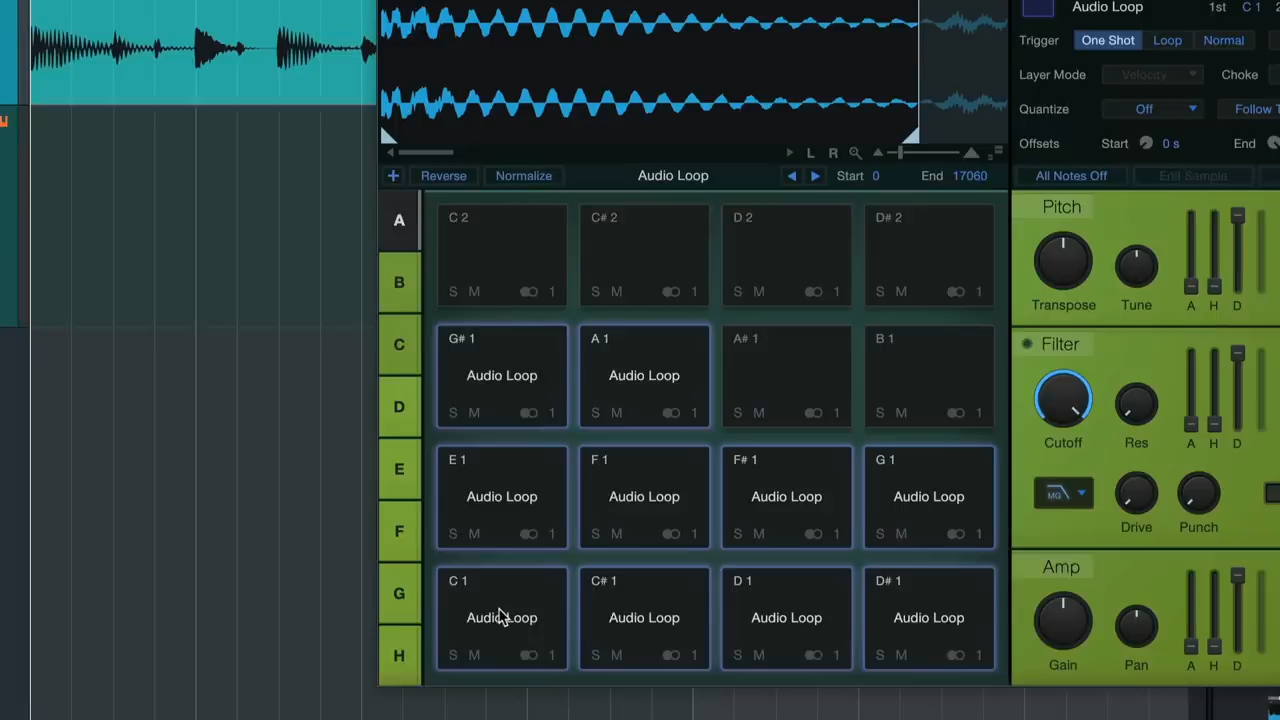 Audio Loop 1st C 1
Trigger One Shot Loop Normal
Layer Mode Velocity Choke
Quantize Off Follow
Offsets Start 0 s End
L R
+ Reverse Normalize Audio Loop Start 0 End 17060
All Notes Off Edit Sample
A
B
C
D
E
F
G
H
C 2 C# 2 D 2 D# 2
S M 1 S M 1 S M 1 S M 1
G# 1 A 1 A# 1 B 1
Audio Loop Audio Loop
S M 1 S M 1 S M 1 S M 1
E 1 F 1 F# 1 G 1
Audio Loop Audio Loop Audio Loop Audio Loop
S M 1 S M 1 S M 1 S M 1
C 1 C# 1 D 1 D# 1
Audio Loop Audio Loop Audio Loop Audio Loop
S M 1 S M 1 S M 1 S M 1
Pitch
Transpose Tune A H D
Filter
Cutoff Res A H D
MG
Drive Punch
Amp
Gain Pan A H D